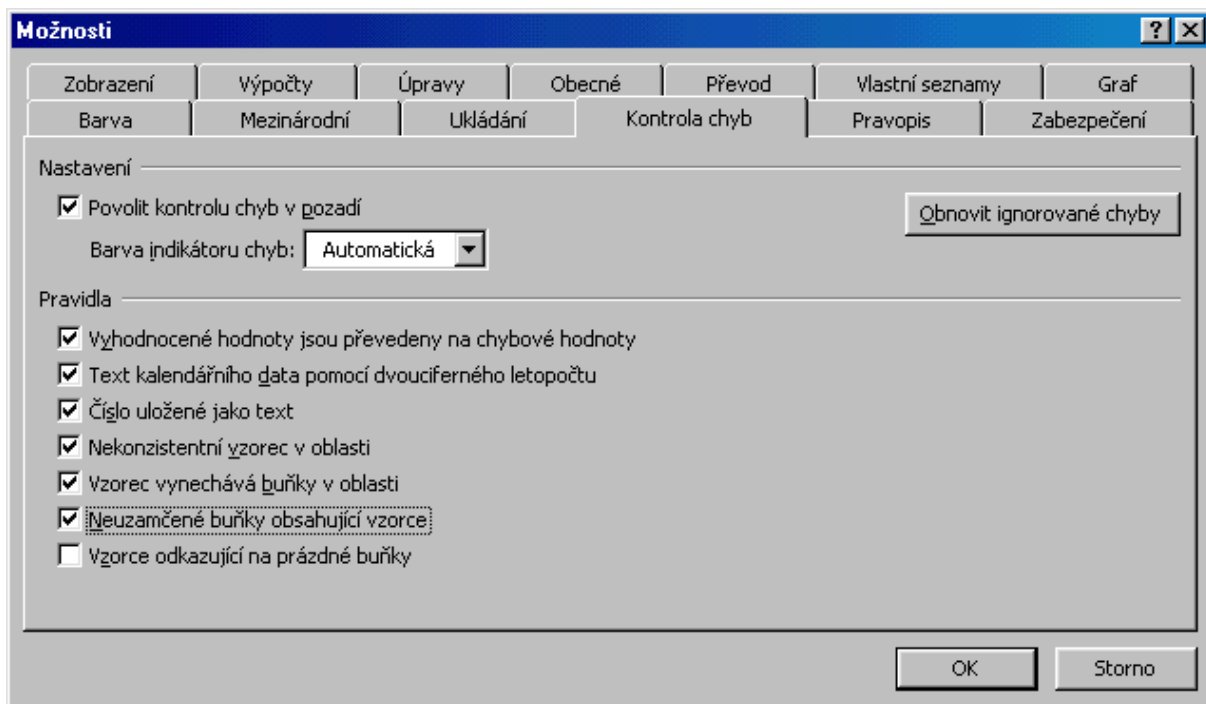 Možnosti
Zobrazení Výpočty Úpravy Obecné Převod Vlastní seznamy Graf
Barva Mezinárodní Ukládání Kontrola chyb Pravopis Zabezpečení
Nastavení
Povolit kontrolu chyb v pozadí
Obnovit ignorované chyby
Barva indikátoru chyb: Automatická
Pravidla
Vyhodnocené hodnoty jsou převedeny na chybové hodnoty
Text kalendářního data pomocí dvouciferného letopočtu
Číslo uložené jako text
Nekonzistentní vzorec v oblasti
Vzorec vynechává buňky v oblasti
Neuzamčené buňky obsahující vzorce
Vzorce odkazující na prázdné buňky
OK Storno